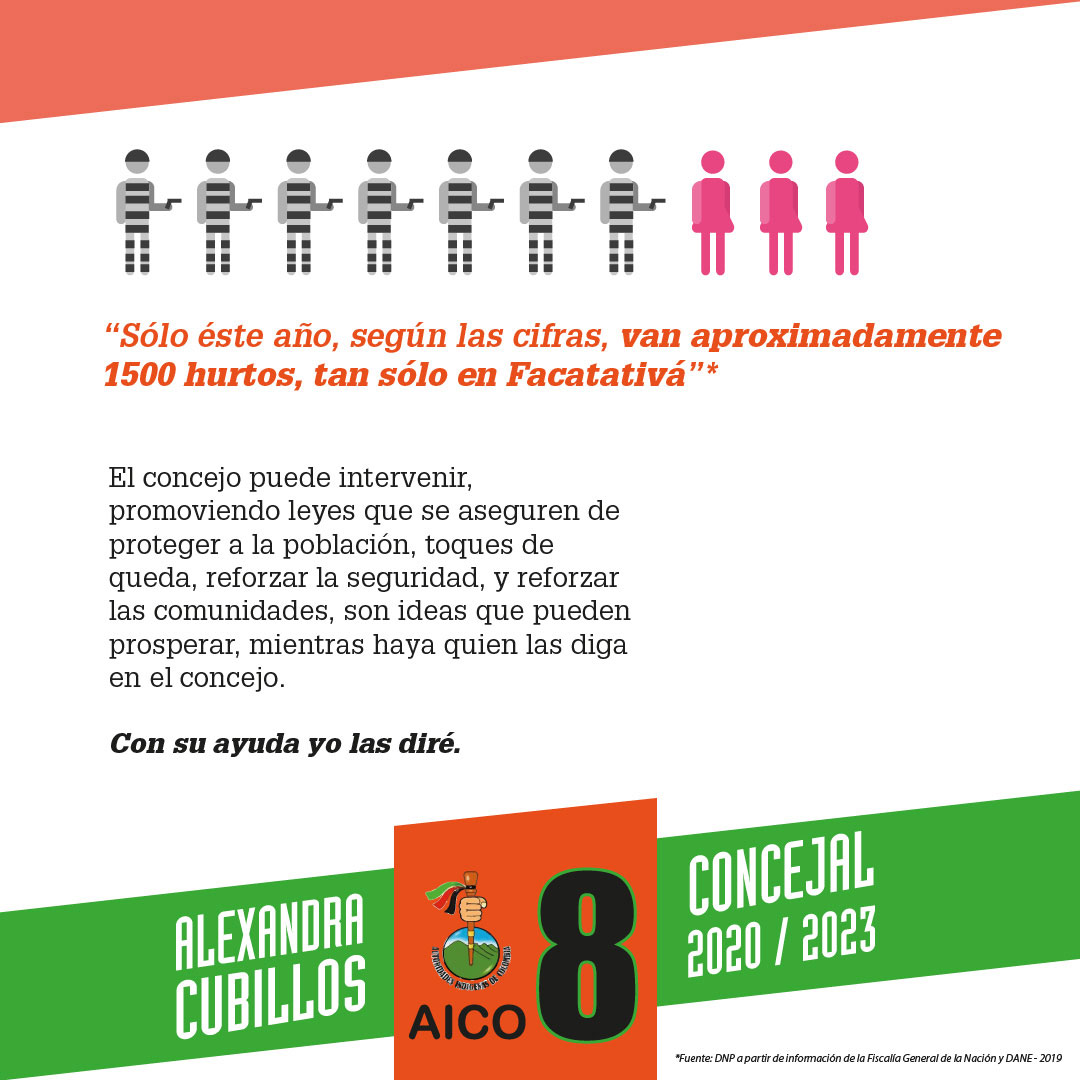 “Sólo éste año, según las cifras, van aproximadamente
1500 hurtos, tan sólo en Facatativá”*
El concejo puede intervenir,
promoviendo leyes que se aseguren de
proteger a la población, toques de
queda, reforzar la seguridad, y reforzar
las comunidades, son ideas que pueden
prosperar, mientras haya quien las diga
en el concejo.
Con su ayuda yo las diré.
ALEXANDRA
CUBILLOS
AUTORIDADES INDÍGENAS DE COLOMBIA
AICO
8
CONCEJAL
2020 / 2023
*Fuente: DNP a partir de información de la Fiscalía General de la Nación y DANE - 2019